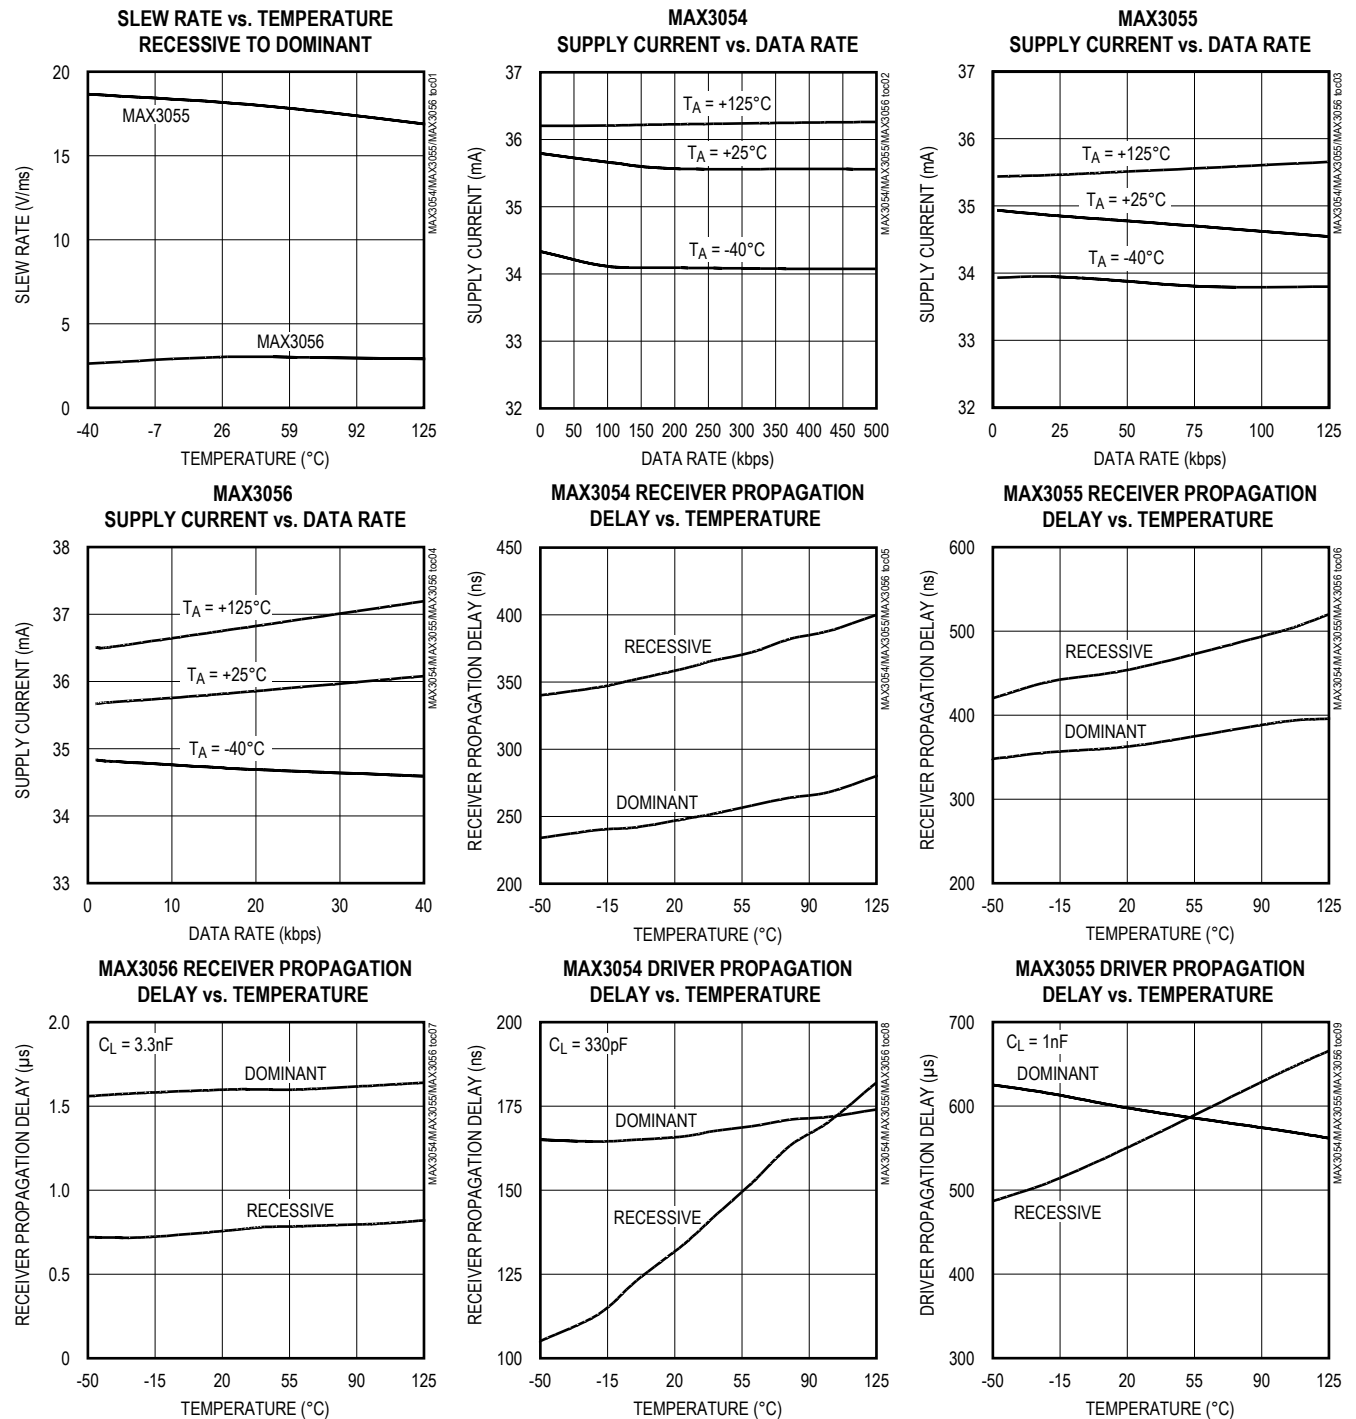 SLEW RATE vs. TEMPERATURE
RECESSIVE TO DOMINANT
SLEW RATE (V/ms)
20
15
10
5
0
MAX3055
MAX3056
-40 -7 26 59 92 125
TEMPERATURE (°C)
MAX3054/MAX3055/MAX3056 toc01
MAX3054
SUPPLY CURRENT vs. DATA RATE
SUPPLY CURRENT (mA)
37
36
35
34
33
32
TA = +125°C
TA = +25°C
TA = -40°C
0 50 100 150 200 250 300 350 400 450 500
DATA RATE (kbps)
MAX3054/MAX3055/MAX3056 toc02
MAX3055
SUPPLY CURRENT vs. DATA RATE
SUPPLY CURRENT (mA)
37
36
35
34
33
32
TA = +125°C
TA = +25°C
TA = -40°C
0 25 50 75 100 125
DATA RATE (kbps)
MAX3054/MAX3055/MAX3056 toc03
MAX3056
SUPPLY CURRENT vs. DATA RATE
SUPPLY CURRENT (mA)
38
37
36
35
34
33
TA = +125°C
TA = +25°C
TA = -40°C
0 10 20 30 40
DATA RATE (kbps)
MAX3054/MAX3055/MAX3056 toc04
MAX3054 RECEIVER PROPAGATION
DELAY vs. TEMPERATURE
RECEIVER PROPAGATION DELAY (ns)
450
400
350
300
250
200
RECESSIVE
DOMINANT
-50 -15 20 55 90 125
TEMPERATURE (°C)
MAX3054/MAX3055/MAX3056 toc05
MAX3055 RECEIVER PROPAGATION
DELAY vs. TEMPERATURE
RECEIVER PROPAGATION DELAY (ns)
600
500
400
300
200
RECESSIVE
DOMINANT
-50 -15 20 55 90 125
TEMPERATURE (°C)
MAX3054/MAX3055/MAX3056 toc06
MAX3056 RECEIVER PROPAGATION
DELAY vs. TEMPERATURE
RECEIVER PROPAGATION DELAY (µs)
2.0
1.5
1.0
0.5
0
CL = 3.3nF
DOMINANT
RECESSIVE
-50 -15 20 55 90 125
TEMPERATURE (°C)
MAX3054/MAX3055/MAX3056 toc07
MAX3054 DRIVER PROPAGATION
DELAY vs. TEMPERATURE
RECEIVER PROPAGATION DELAY (ns)
200
175
150
125
100
CL = 330pF
DOMINANT
RECESSIVE
-50 -15 20 55 90 125
TEMPERATURE (°C)
MAX3054/MAX3055/MAX3056 toc08
MAX3055 DRIVER PROPAGATION
DELAY vs. TEMPERATURE
DRIVER PROPAGATION DELAY (µs)
700
600
500
400
300
CL = 1nF
DOMINANT
RECESSIVE
-50 -15 20 55 90 125
TEMPERATURE (°C)
MAX3054/MAX3055/MAX3056 toc09